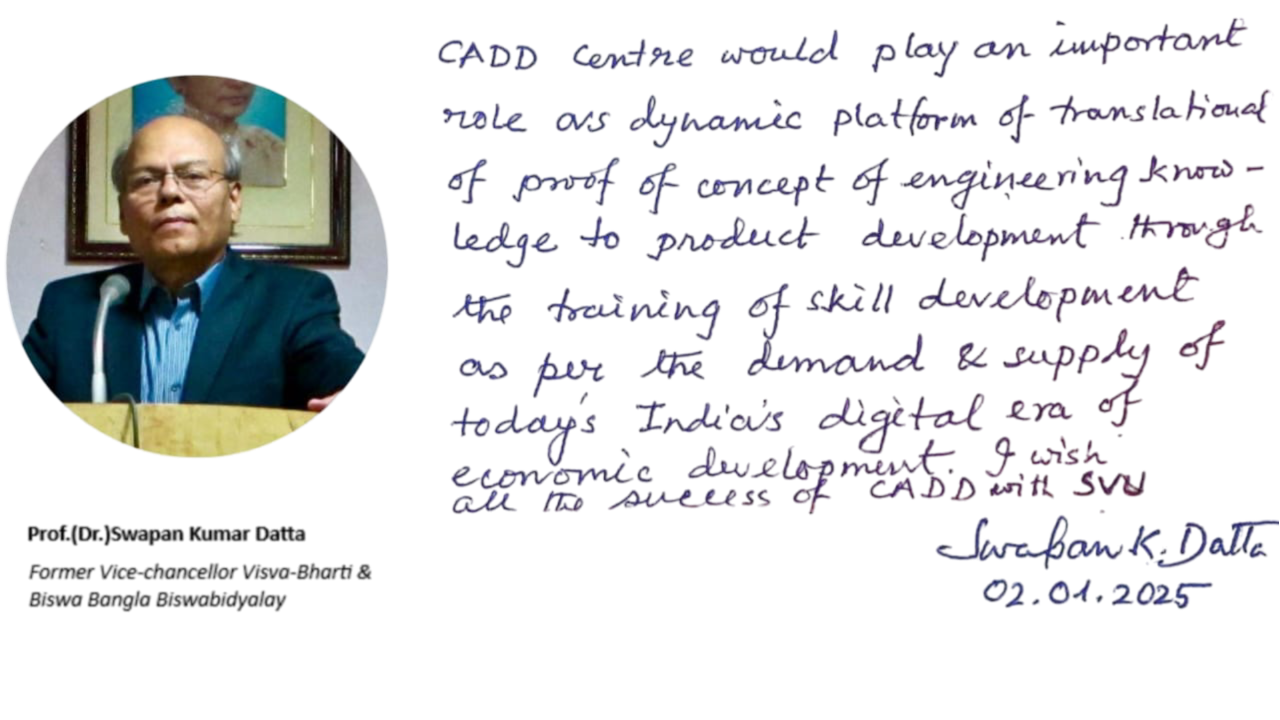 CADD Centre would play an important
role as dynamic platform of translational
of proof of concept of engineering know-
ledge to product development through
the training of skill development
as per the demand & supply of
today's India's digital era of
economic development. I wish
all the success of CADD with SVU
Swapan K. Datta
02.01.2025
Prof.(Dr.)Swapan Kumar Datta
Former Vice-chancellor Visva-Bharti &
Biswa Bangla Biswabidyalay